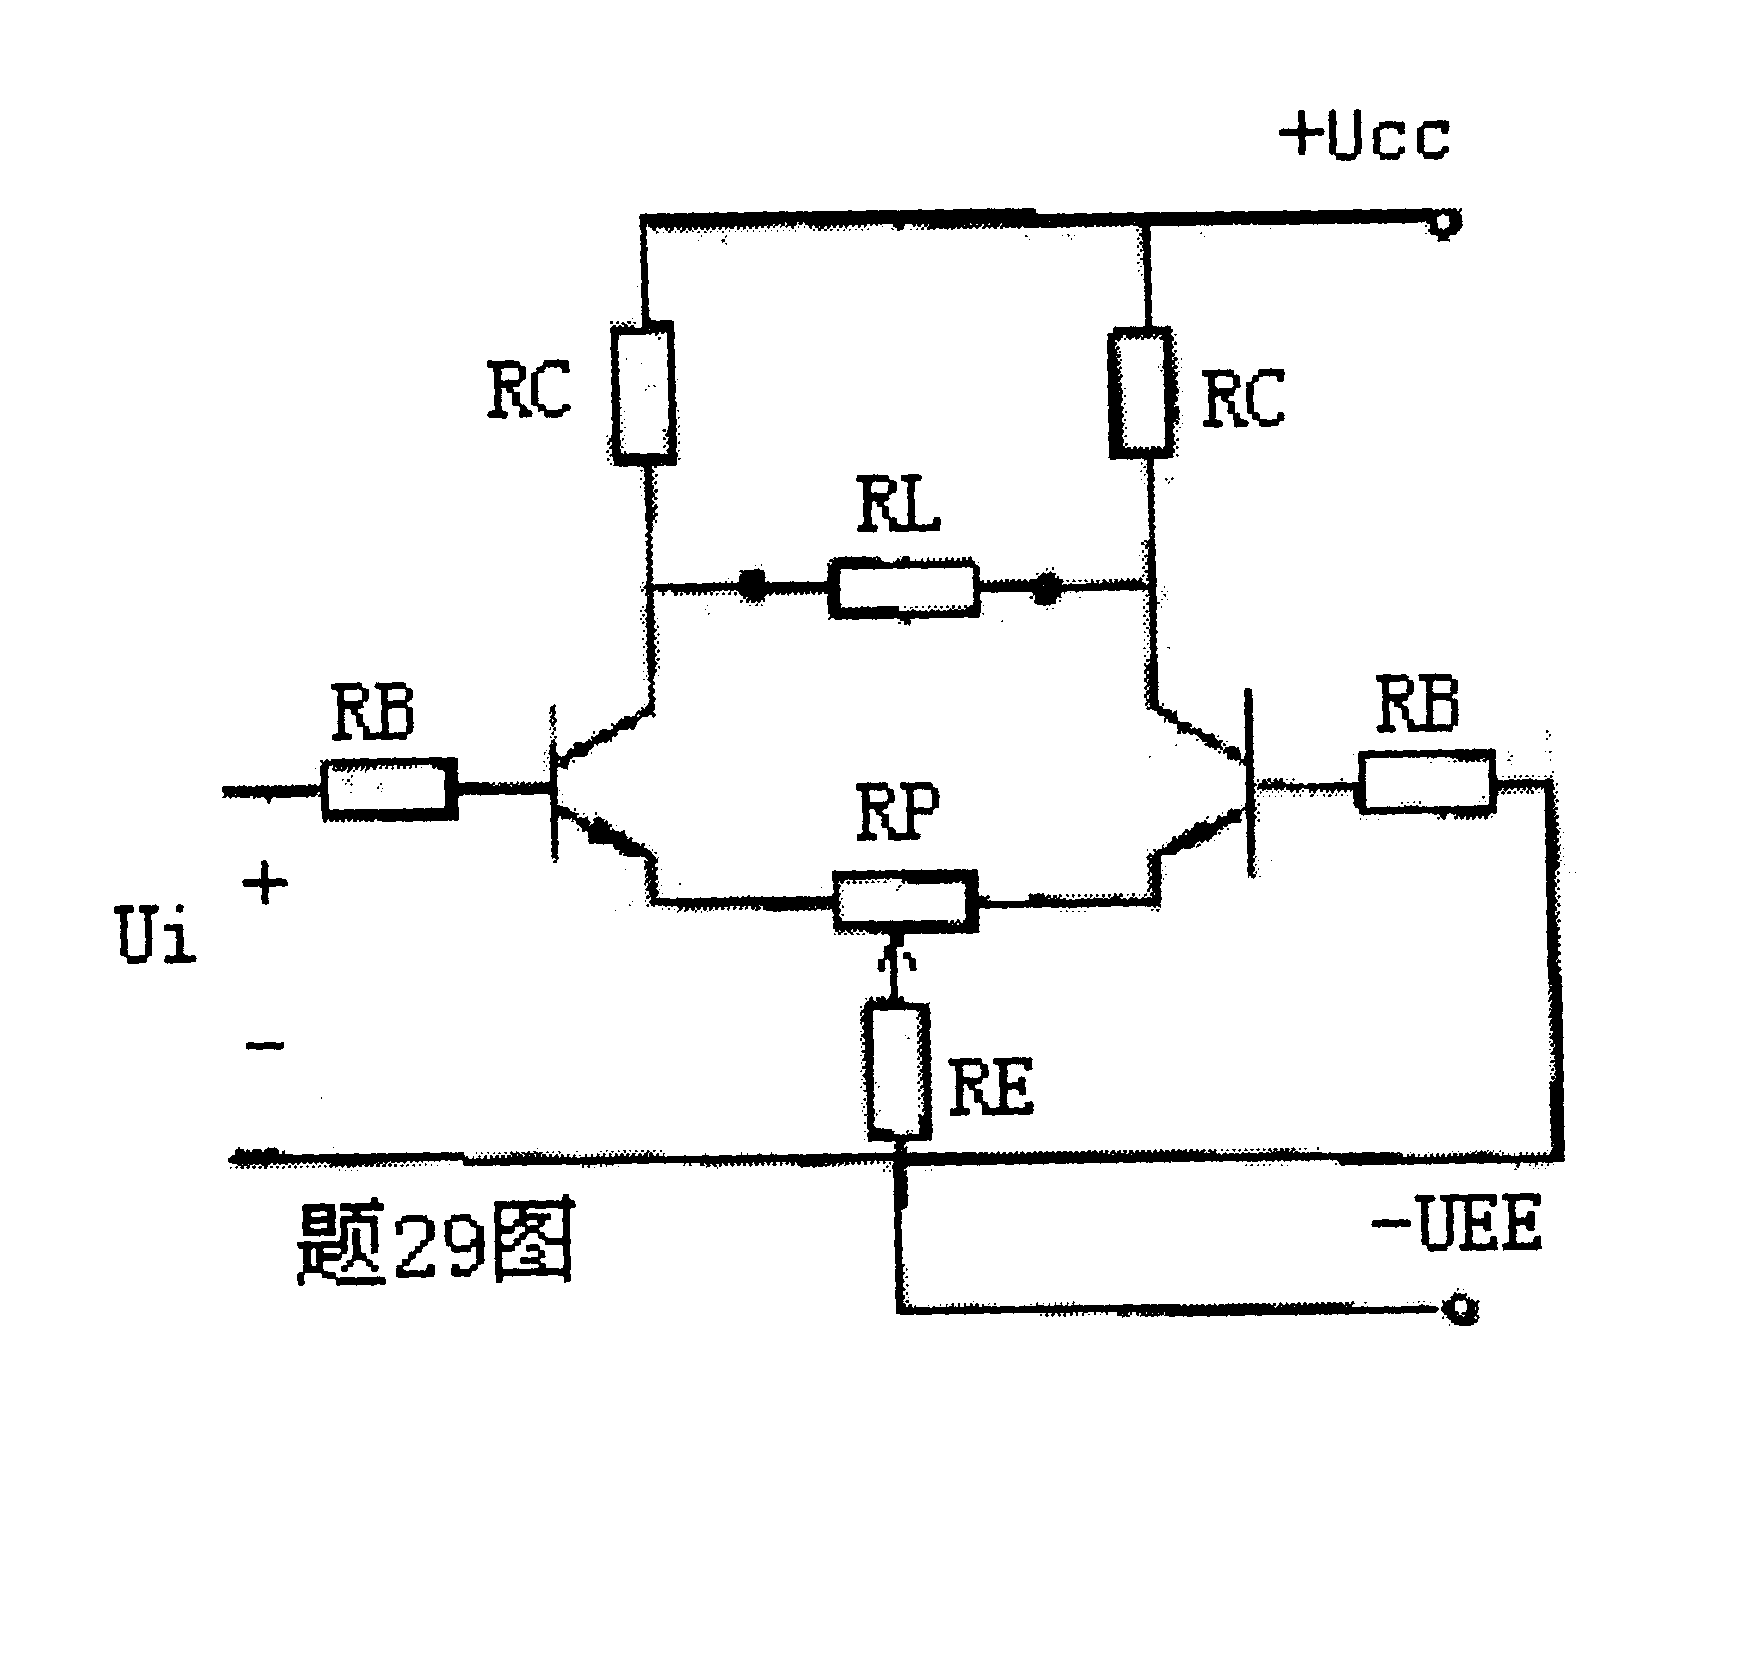 +Ucc
RC
RC
RL
RB
RB
RP
+
Ui
-
RE
-UEE
题29图